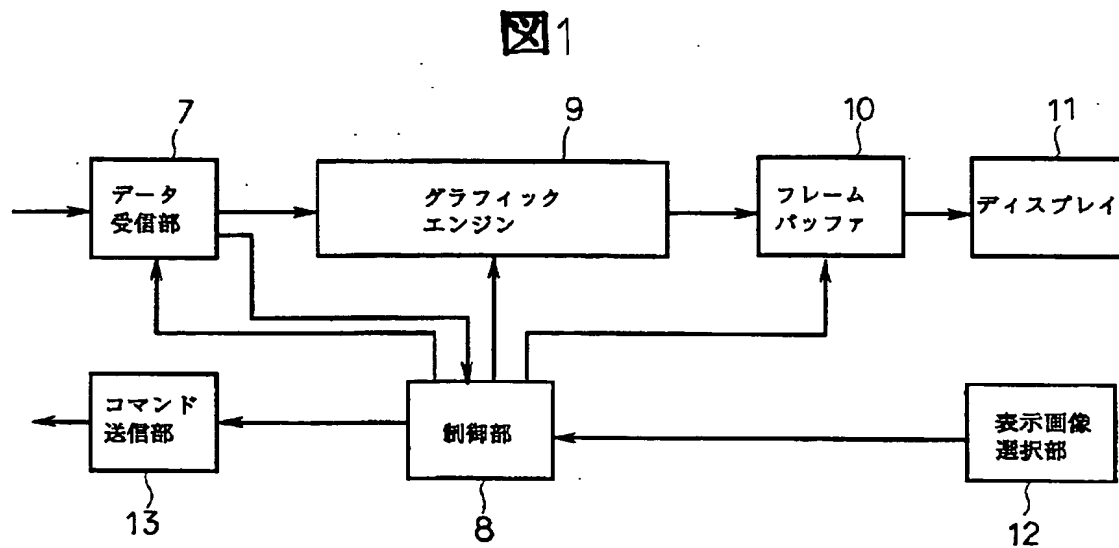 図1
7
9
10
11
データ
受信部
グラフィック
エンジン
フレーム
バッファ
ディスプレイ
コマンド
送信部
制御部
表示画像
選択部
13
8
12